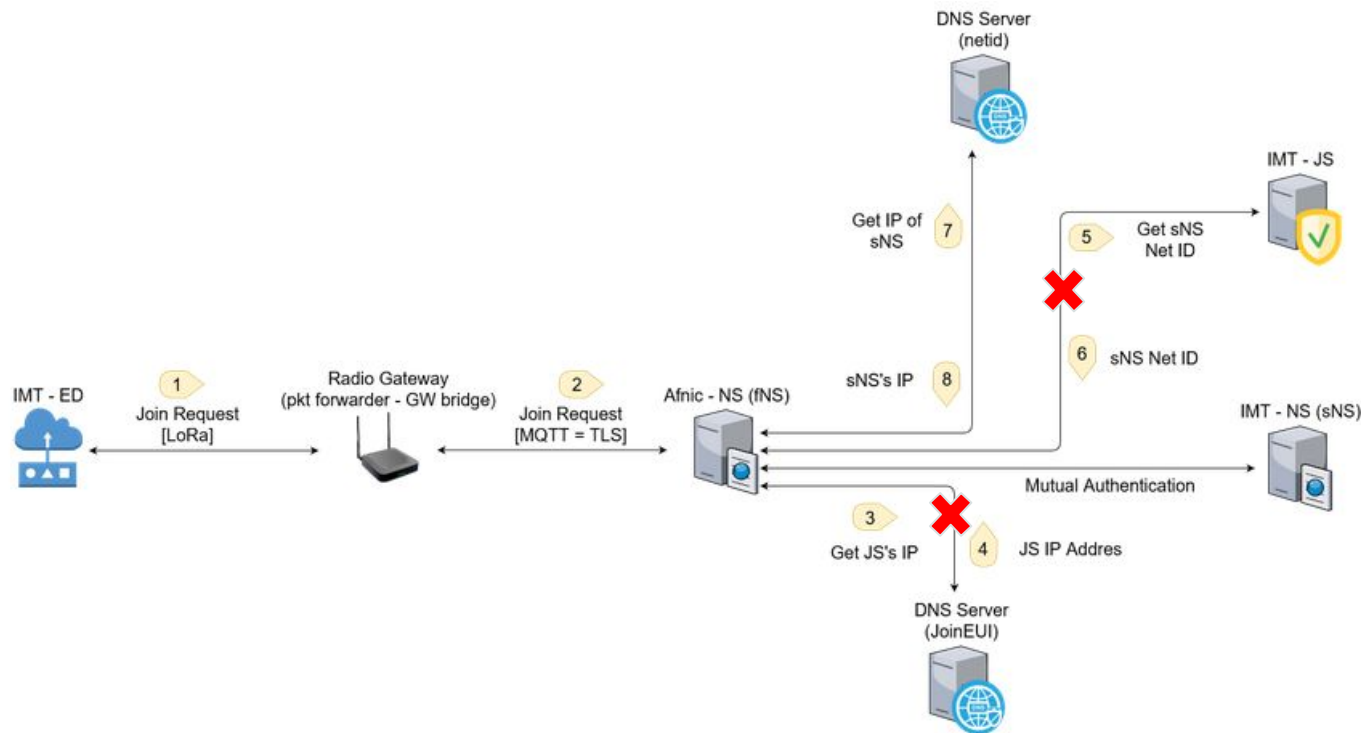 DNS Server
(netid)
IMT - JS
Get IP of
sNS
7
5
Get sNS
Net ID
6
sNS Net ID
sNS's IP
8
IMT - ED
1
Join Request
[LoRa]
Radio Gateway
(pkt forwarder - GW bridge)
2
Join Request
[MQTT = TLS]
Afnic - NS (fNS)
IMT - NS (sNS)
Mutual Authentication
3
Get JS's IP
4
JS IP Addres
DNS Server
(JoinEUI)
DNS
DNS